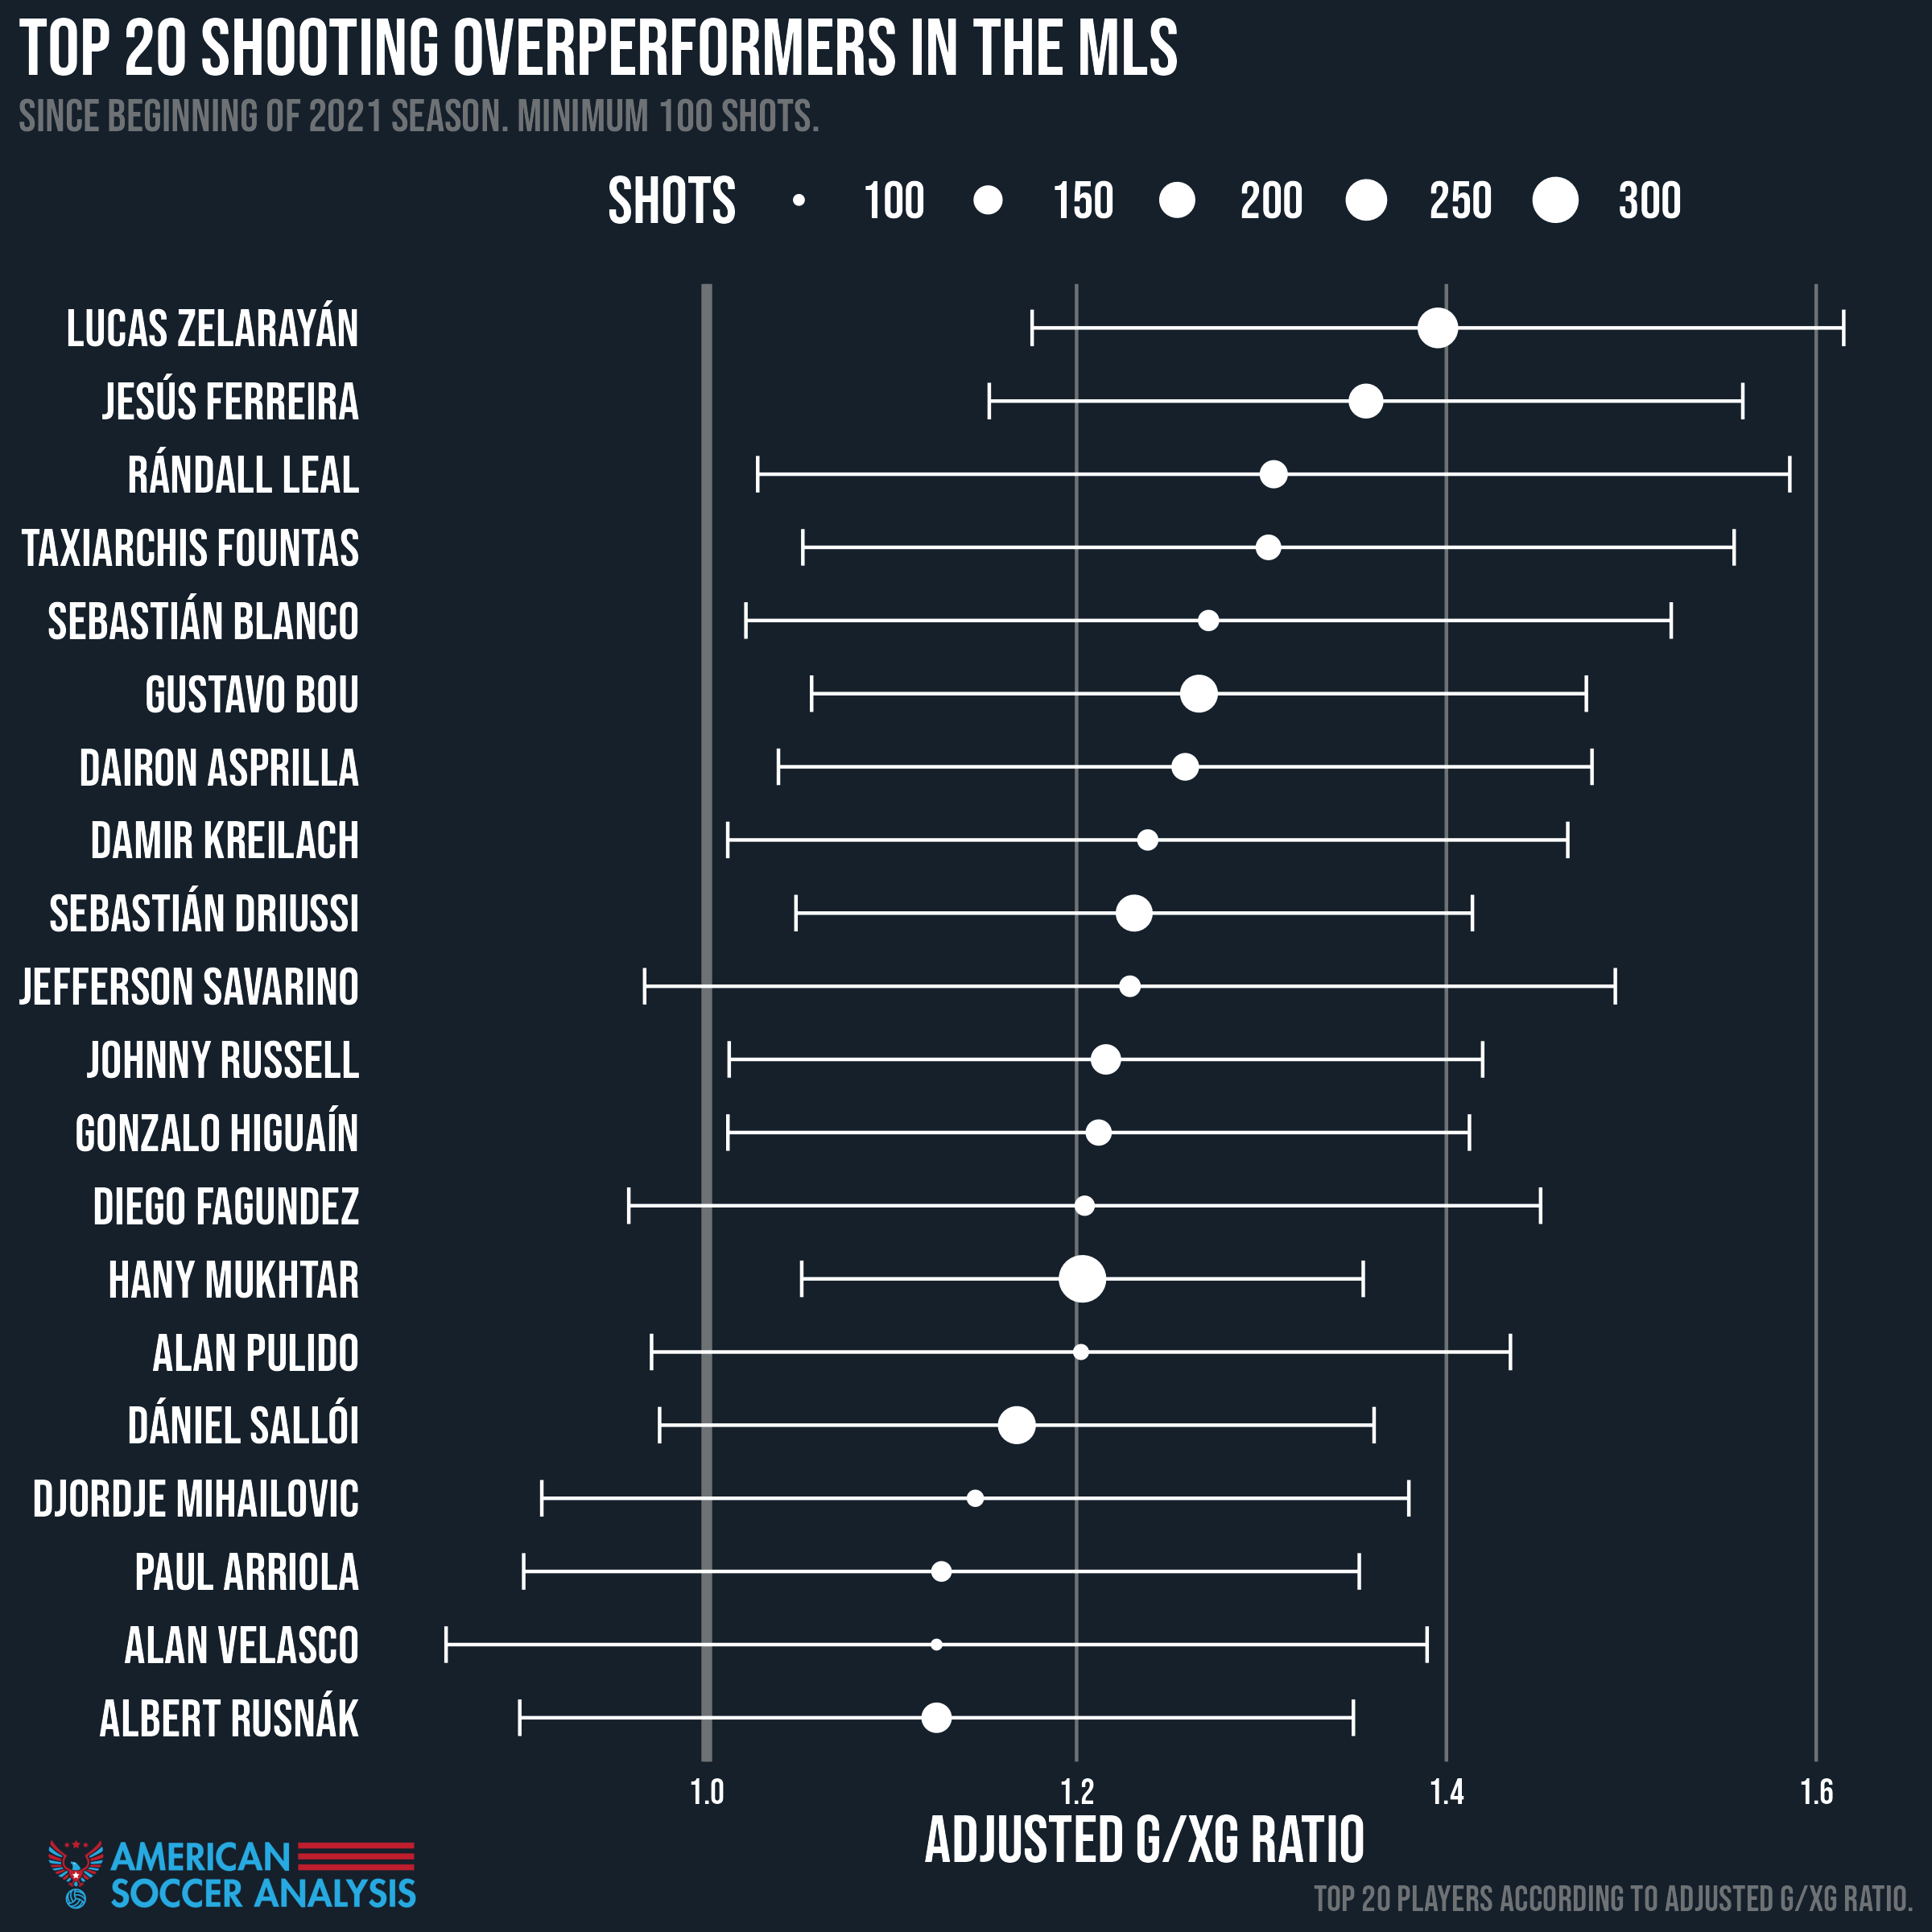 TOP 20 SHOOTING OVERPERFORMERS IN THE MLS
SINCE BEGINNING OF 2021 SEASON. MINIMUM 100 SHOTS.
SHOTS 100 150 200 250 300
LUCAS ZELARAYÁN
JESÚS FERREIRA
RÁNDALL LEAL
TAXIARCHIS FOUNTAS
SEBASTIÁN BLANCO
GUSTAVO BOU
DAIRON ASPRILLA
DAMIR KREILACH
SEBASTIÁN DRIUSSI
JEFFERSON SAVARINO
JOHNNY RUSSELL
GONZALO HIGUAÍN
DIEGO FAGUNDEZ
HANY MUKHTAR
ALAN PULIDO
DÁNIEL SALLÓI
DJORDJE MIHAILOVIC
PAUL ARRIOLA
ALAN VELASCO
ALBERT RUSNÁK
1.0 1.2 1.4 1.6
ADJUSTED G/XG RATIO
AMERICAN
SOCCER ANALYSIS
TOP 20 PLAYERS ACCORDING TO ADJUSTED G/XG RATIO.